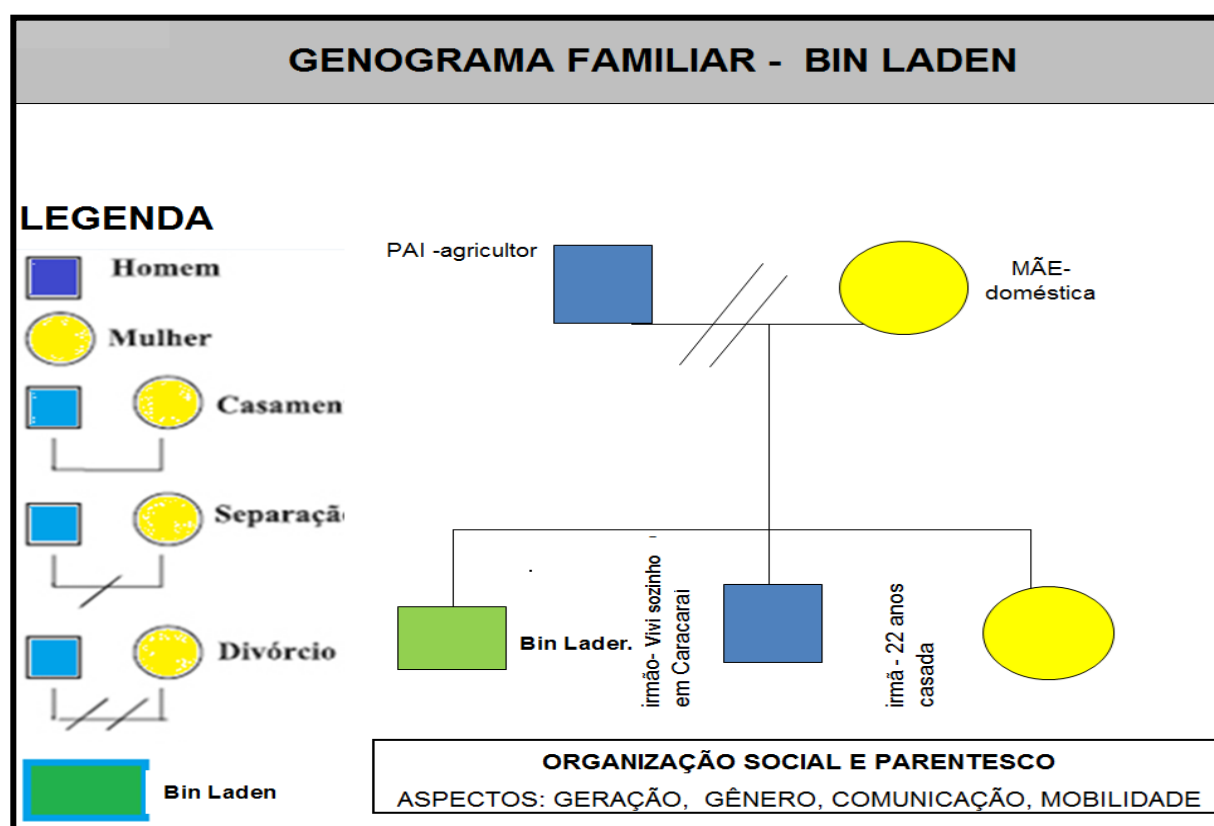 GENOGRAMA FAMILIAR - BIN LADEN
LEGENDA
Homem
Mulher
Casamen
Separaçã
Divórcio
Bin Laden
PAI -agricultor
MÃE-
doméstica
Bin Lader.
irmão- Vivi sozinho
em Caracarai
irmã - 22 anos
casada
ORGANIZAÇÃO SOCIAL E PARENTESCO
ASPECTOS: GERAÇÃO, GÊNERO, COMUNICAÇÃO, MOBILIDADE